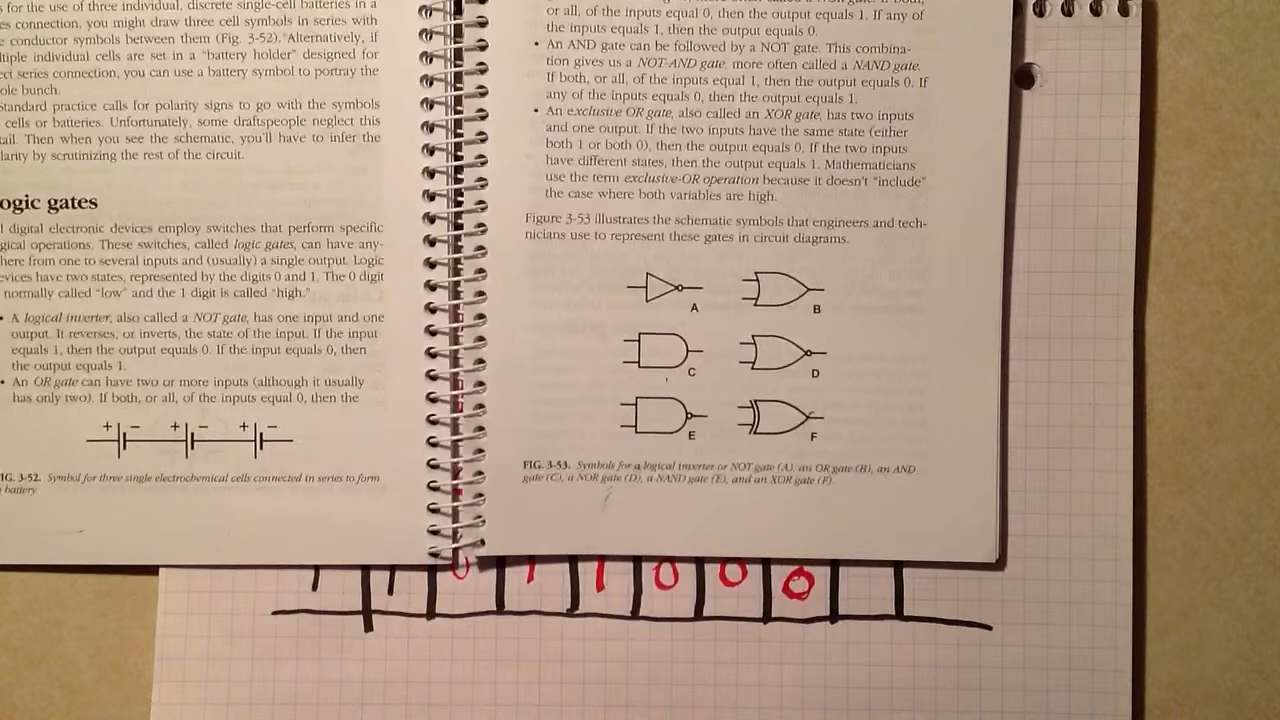 s for the use of three individual, discrete single-cell batteries in a
es connection, you might draw three cell symbols in series with
e conductor symbols between them (Fig. 3-52). Alternatively, if
ltiple individual cells are set in a “battery holder” designed for
ect series connection, you can use a battery symbol to portray the
ole bunch.
Standard practice calls for polarity signs to go with the symbols
cells or batteries. Unfortunately, some draftspeople neglect this
tail. Then when you see the schematic, you'll have to infer the
larity by scrutinizing the rest of the circuit.
ogic gates
l digital electronic devices employ switches that perform specific
gical operations. These switches, called logic gates, can have any-
here from one to several inputs and (usually) a single output. Logic
evices have two states, represented by the digits 0 and 1. The 0 digit
normally called “low” and the 1 digit is called “high.”
• A logical inverter, also called a NOT gate, has one input and one
output. It reverses, or inverts, the state of the input. If the input
equals 1, then the output equals 0. If the input equals 0, then
the output equals 1.
• An OR gate can have two or more inputs (although it usually
has only two). If both, or all, of the inputs equal 0, then the
+ − + − + −
IG. 3-52. Symbol for three single electrochemical cells connected in series to form
battery.
or all, of the inputs equal 0, then the output equals 1. If any of
the inputs equals 1, then the output equals 0.
• An AND gate can be followed by a NOT gate. This combina-
tion gives us a NOT-AND gate, more often called a NAND gate.
If both, or all, of the inputs equal 1, then the output equals 0. If
any of the inputs equals 0, then the output equals 1.
• An exclusive OR gate, also called an XOR gate, has two inputs
and one output. If the two inputs have the same state (either
both 1 or both 0), then the output equals 0. If the two inputs
have different states, then the output equals 1. Mathematicians
use the term exclusive-OR operation because it doesn't “include”
the case where both variables are high.
Figure 3-53 illustrates the schematic symbols that engineers and tech-
nicians use to represent these gates in circuit diagrams.
A B
C D
E F
FIG. 3-53. Symbols for a logical inverter or NOT gate (A), an OR gate (B), an AND
gate (C), a NOR gate (D), a NAND gate (E), and an XOR gate (F).
1 1 0 1 1 0 0 0